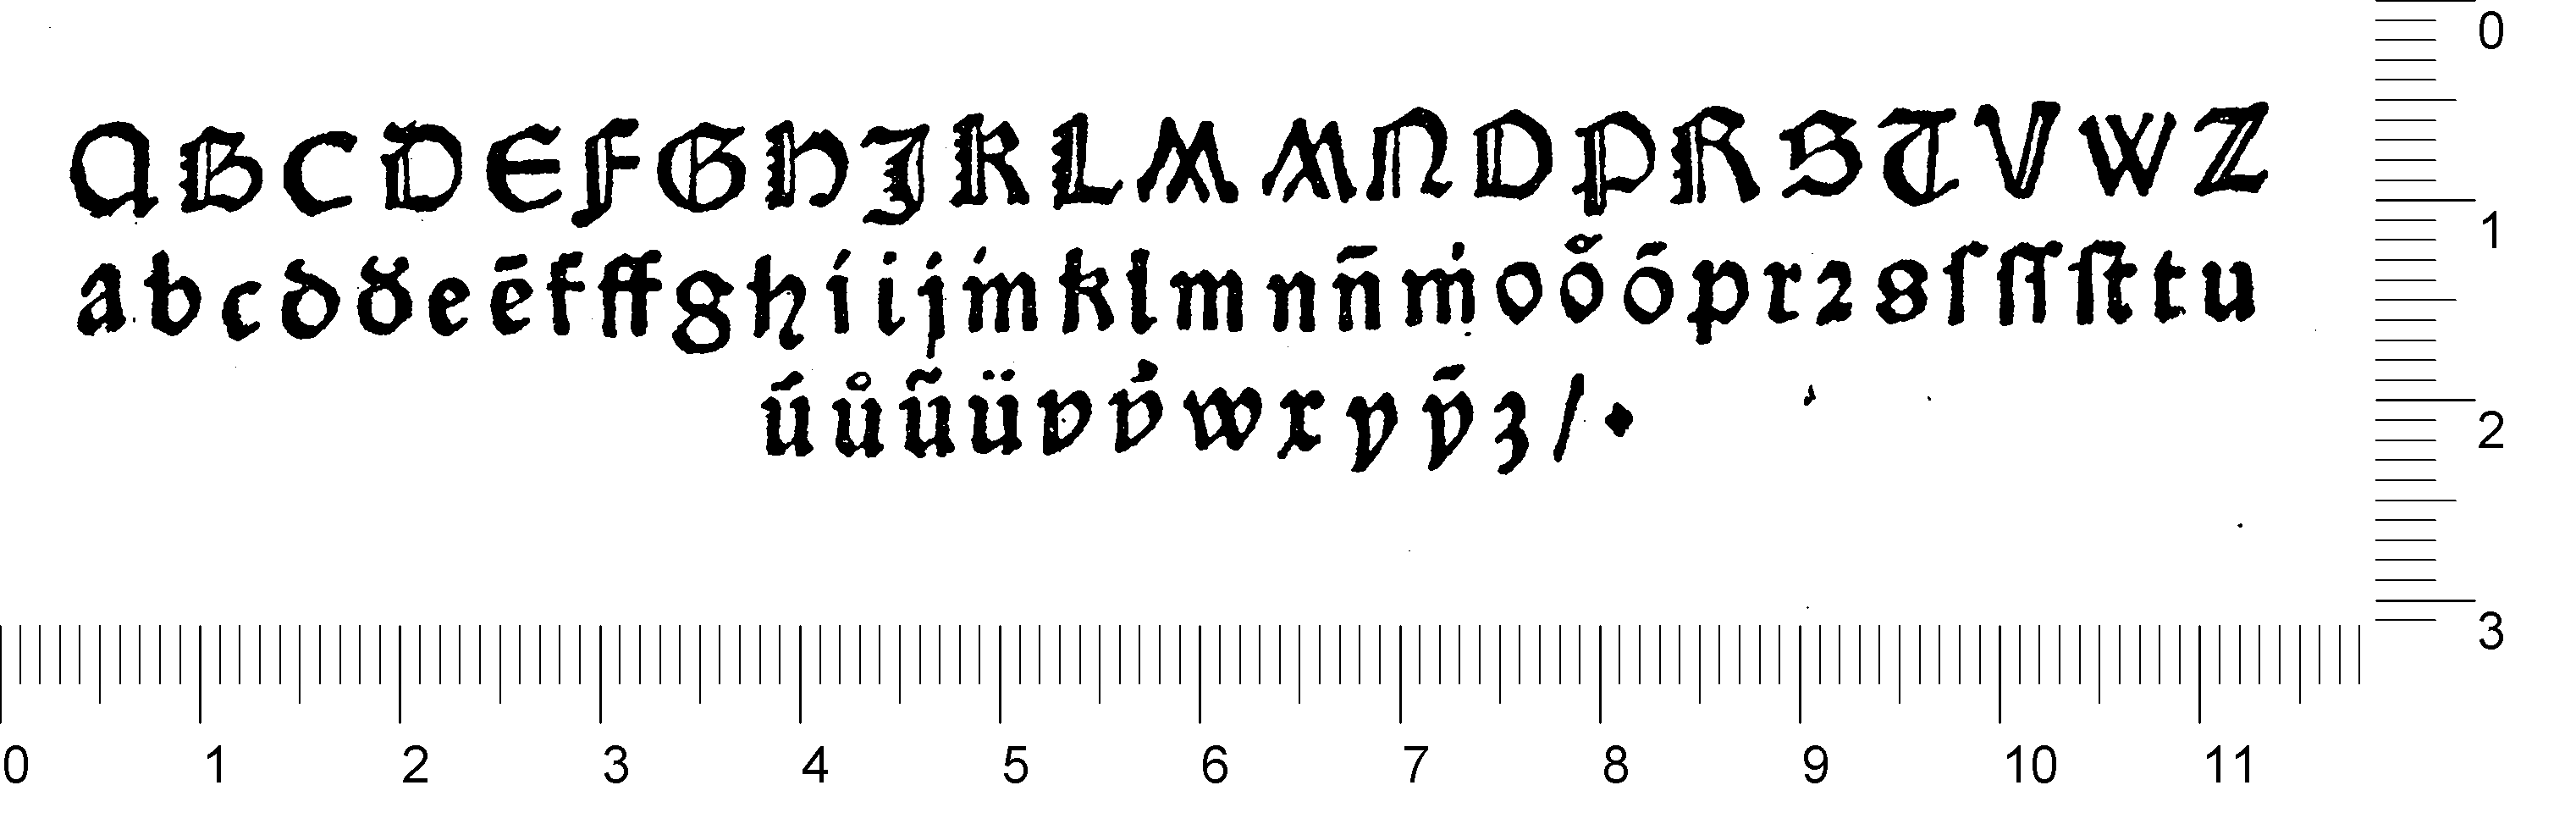 A B C D E F G H J K L M M N O P R S T V W Z
a b c d d̆ e ē f ff g h í i j ḿ k l m n n̄ ṁ o o̊ ō p r ꝛ s ſ ſſ ſt t u
ú ů ũ ü v v́ w x y ȳ z / .
0
1
2
3
0 1 2 3 4 5 6 7 8 9 10 11